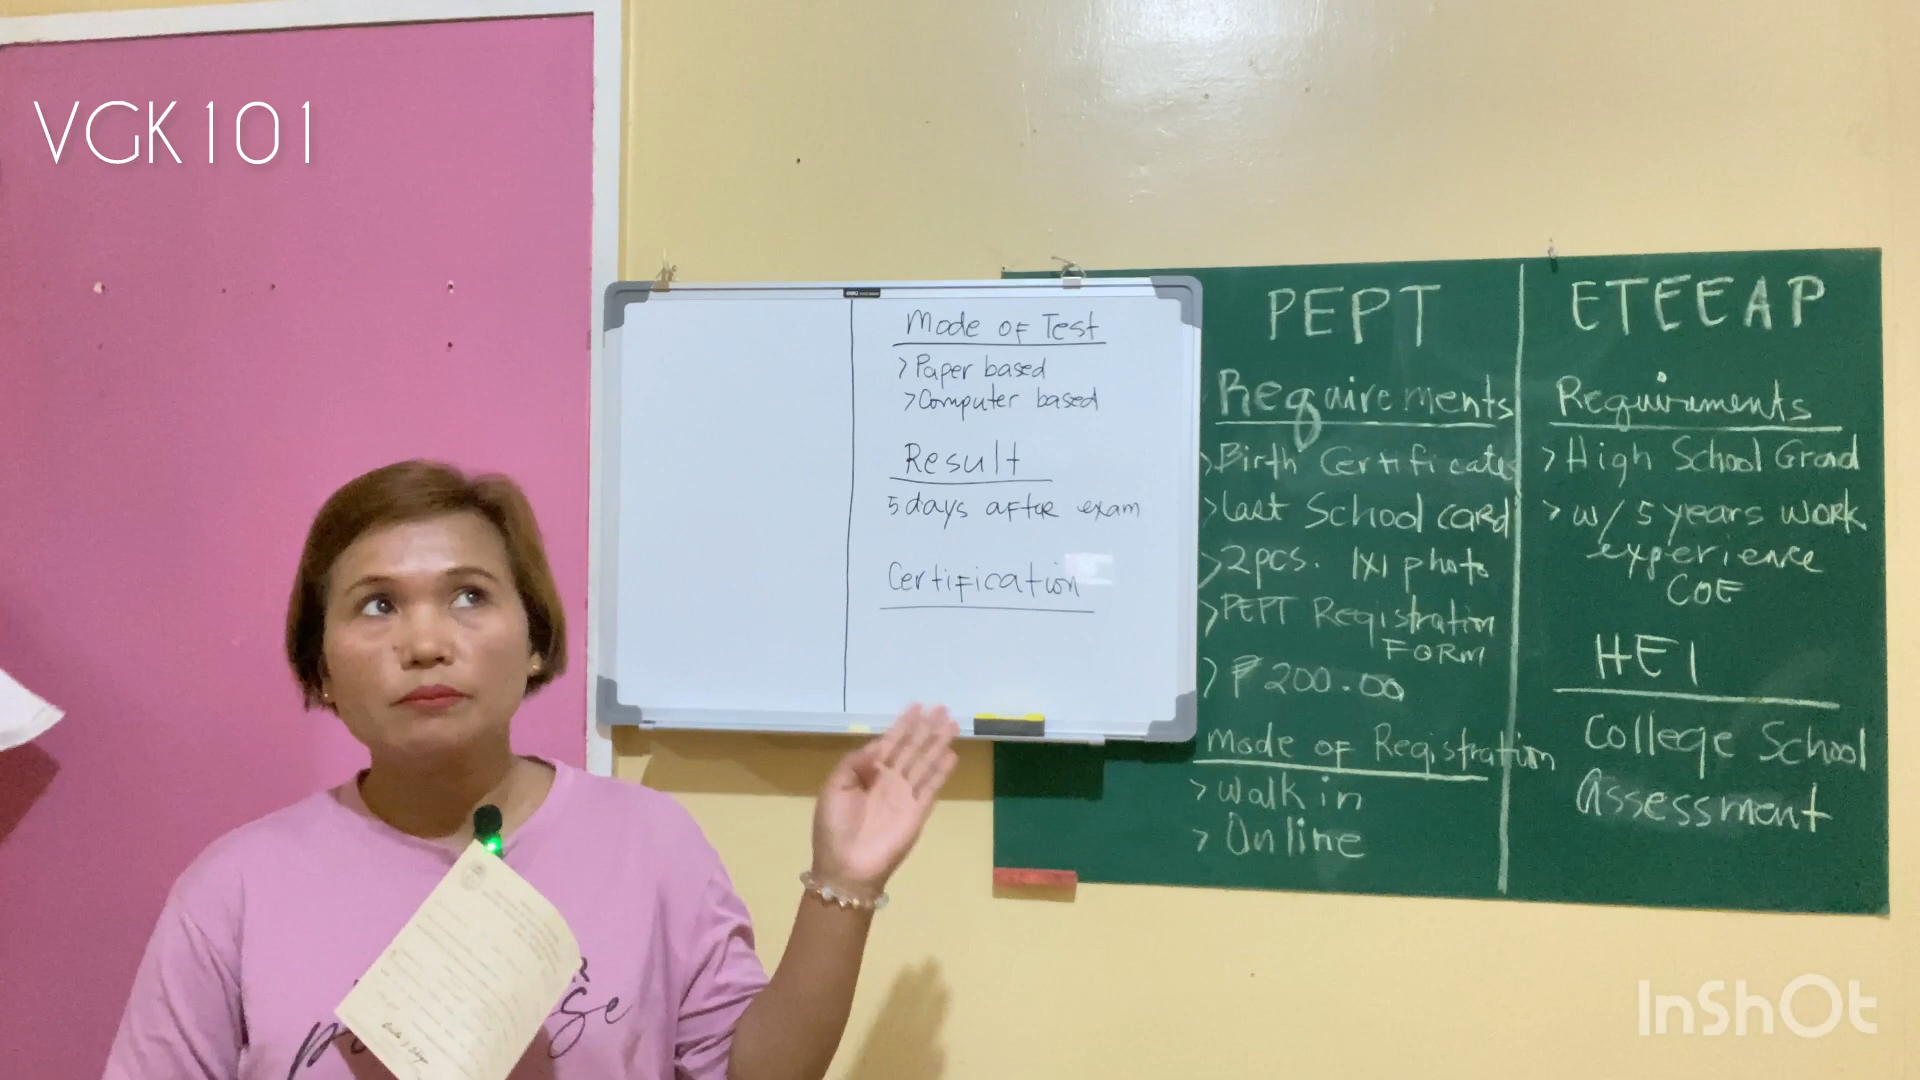 VGK101
Mode of Test
> Paper based
> Computer based
Result
5 days after exam
Certification
PEPT
Requirements
> Birth Certificate
> Last School Card
> 2pcs. 1x1 photo
> PEPT Registration
FORM
> ₱ 200.00
Mode of Registration
> Walk in
> Online
ETEEAP
Requirements
> High School Grad
> w/ 5 years work
experience
COE
HEI
College School
Assessment
InShOt